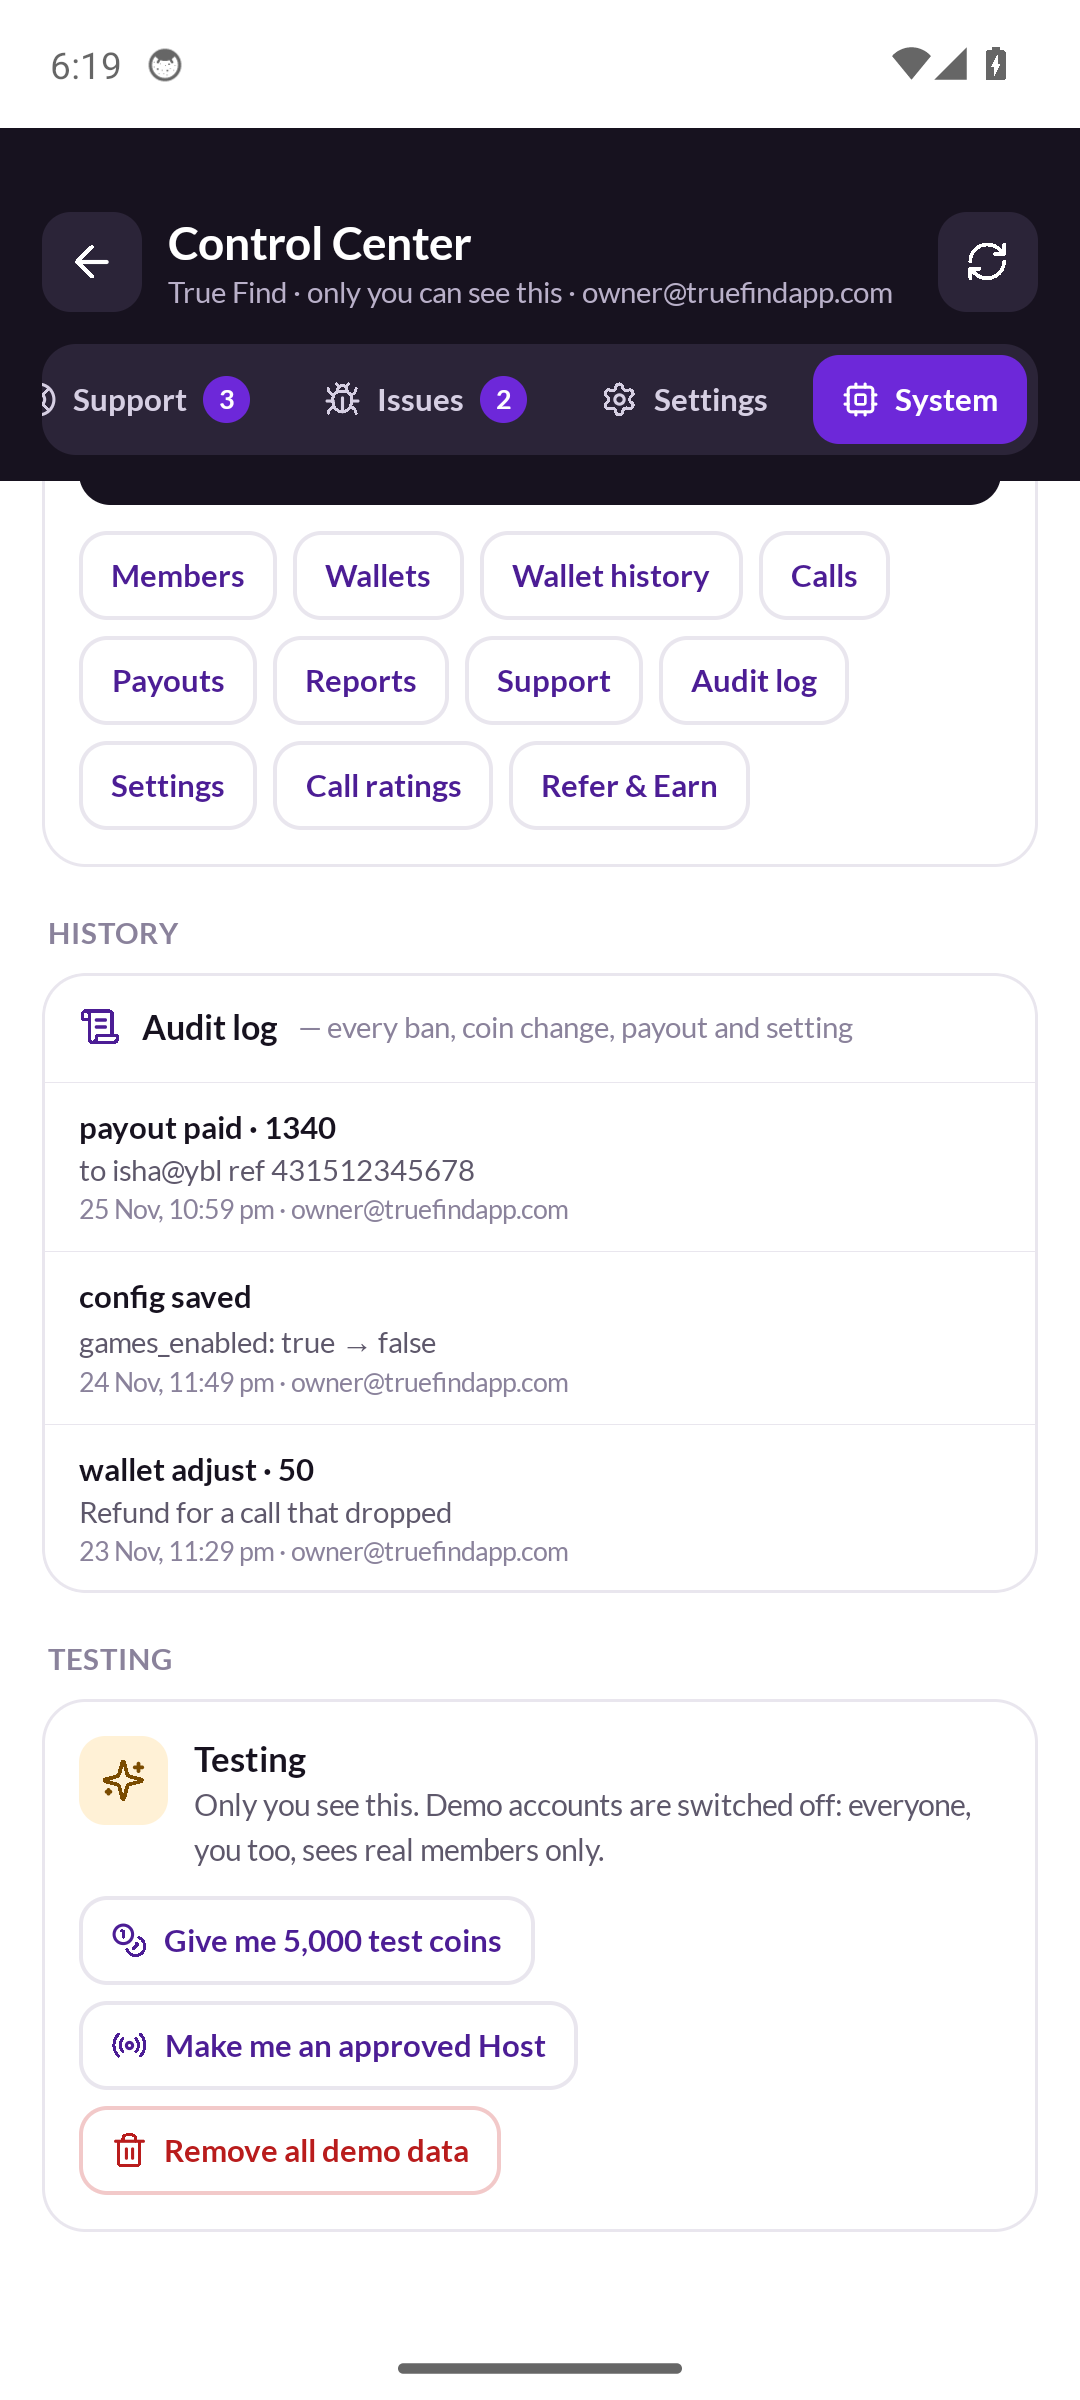 6:19
Control Center
True Find · only you can see this · owner@truefindapp.com
Support 3 Issues 2 Settings System
Members Wallets Wallet history Calls
Payouts Reports Support Audit log
Settings Call ratings Refer & Earn
HISTORY
Audit log — every ban, coin change, payout and setting
payout paid · 1340
to isha@ybl ref 431512345678
25 Nov, 10:59 pm · owner@truefindapp.com
config saved
games_enabled: true → false
24 Nov, 11:49 pm · owner@truefindapp.com
wallet adjust · 50
Refund for a call that dropped
23 Nov, 11:29 pm · owner@truefindapp.com
TESTING
Testing
Only you see this. Demo accounts are switched off: everyone,
you too, sees real members only.
Give me 5,000 test coins
Make me an approved Host
Remove all demo data